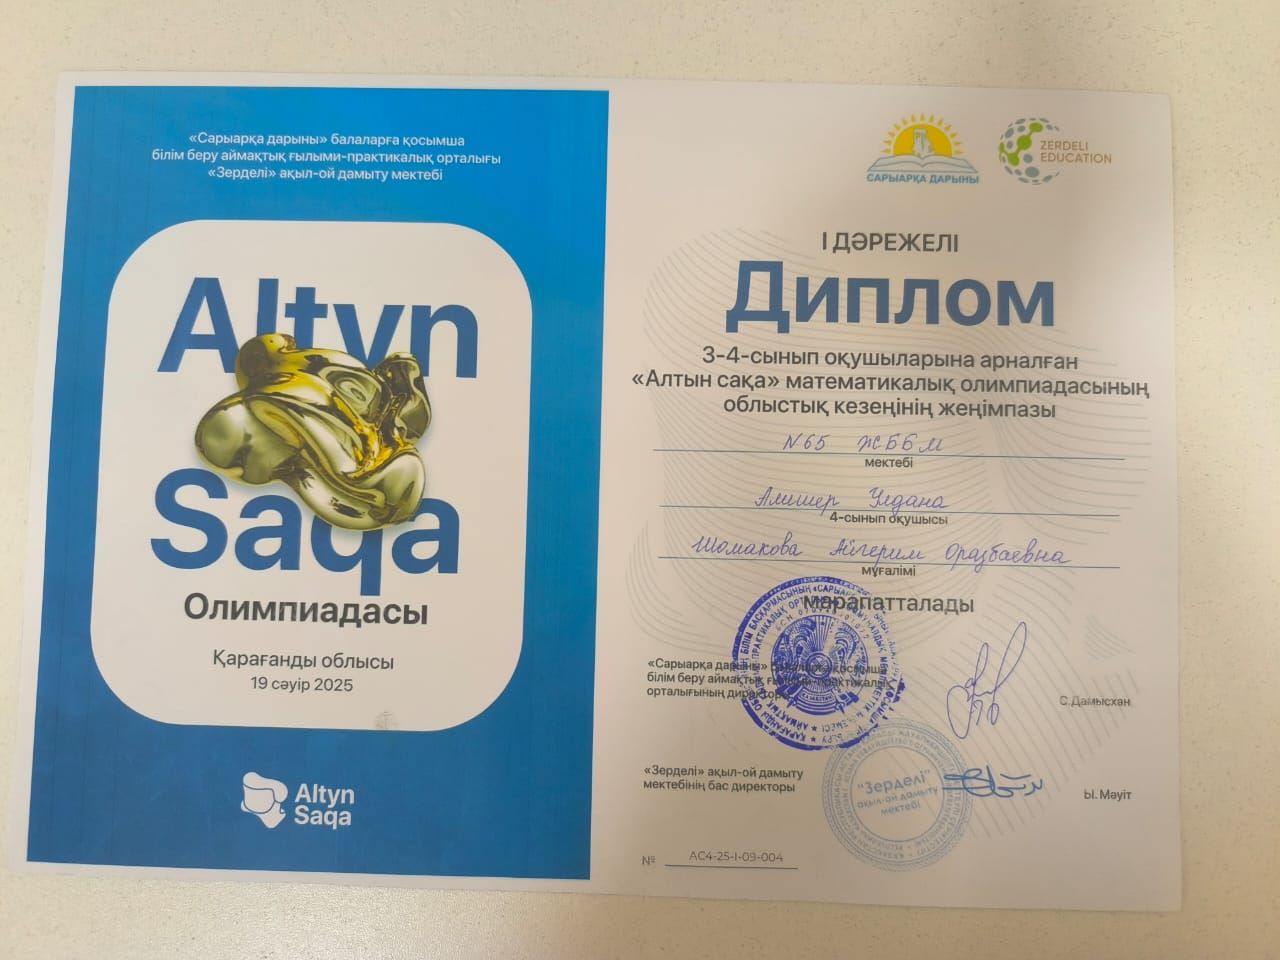 «Сарыарқа дарыны» балаларға қосымша
білім беру аймақтық ғылыми-практикалық орталығы
«Зерделі» ақыл-ой дамыту мектебі
Altyn
Saqa
Олимпиадасы
Қарағанды облысы
19 сәуір 2025
Altyn
Saqa
САРЫАРҚА ДАРЫНЫ
ZERDELI
EDUCATION
І ДӘРЕЖЕЛІ
Диплом
3-4-сынып оқушыларына арналған
«Алтын сақа» математикалық олимпиадасының
облыстық кезеңінің жеңімпазы
N65 ЖББМ
мектебі
Алишер Улдана
4-сынып оқушысы
Шомакова Айгерим Оразбаевна
мұғалімі
марапатталады
«Сарыарқа дарыны» балаларға қосымша
білім беру аймақтық ғылыми-практикалық
орталығының директоры
С.Дамысхан
«Зерделі» ақыл-ой дамыту
мектебінің бас директоры
Ы. Мәуіт
"Зерделі"
ақыл-ой дамыту
мектебі
№ AC4-25-I-09-004